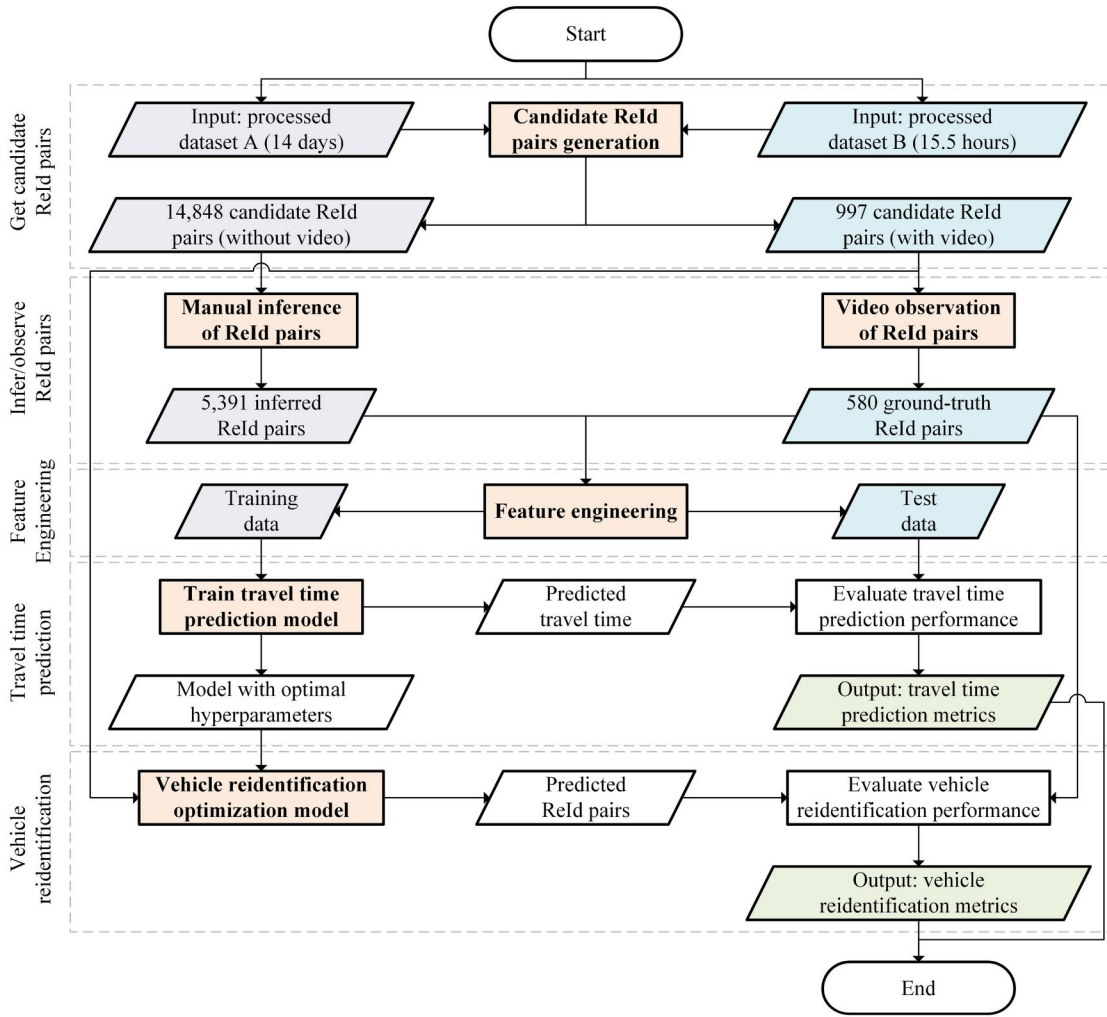 Start
Get candidate
ReId pairs
Input: processed
dataset A (14 days)
Candidate ReId
pairs generation
Input: processed
dataset B (15.5 hours)
14,848 candidate ReId
pairs (without video)
997 candidate ReId
pairs (with video)
Infer/observe
ReId pairs
Manual inference
of ReId pairs
Video observation
of ReId pairs
5,391 inferred
ReId pairs
580 ground-truth
ReId pairs
Feature
Engineering
Training
data
Feature engineering
Test
data
Travel time
prediction
Train travel time
prediction model
Predicted
travel time
Evaluate travel time
prediction performance
Model with optimal
hyperparameters
Output: travel time
prediction metrics
Vehicle
reidentification
Vehicle reidentification
optimization model
Predicted
ReId pairs
Evaluate vehicle
reidentification performance
Output: vehicle
reidentification metrics
End